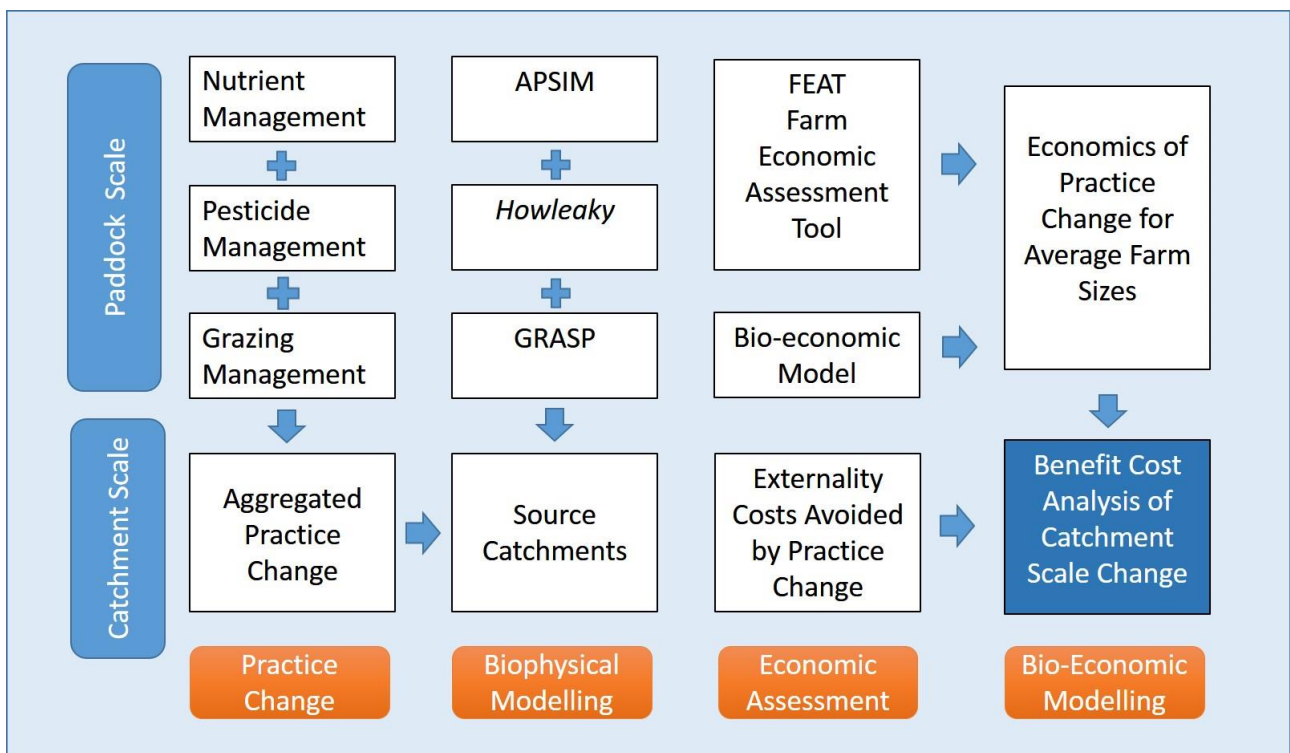 Paddock Scale
Nutrient
Management
Pesticide
Management
Grazing
Management
APSIM
Howleaky
GRASP
FEAT
Farm
Economic
Assessment
Tool
Bio-economic
Model
Economics of
Practice
Change for
Average Farm
Sizes
Catchment Scale
Aggregated
Practice
Change
Source
Catchments
Externality
Costs Avoided
by Practice
Change
Benefit Cost
Analysis of
Catchment
Scale Change
Practice
Change
Biophysical
Modelling
Economic
Assessment
Bio-Economic
Modelling